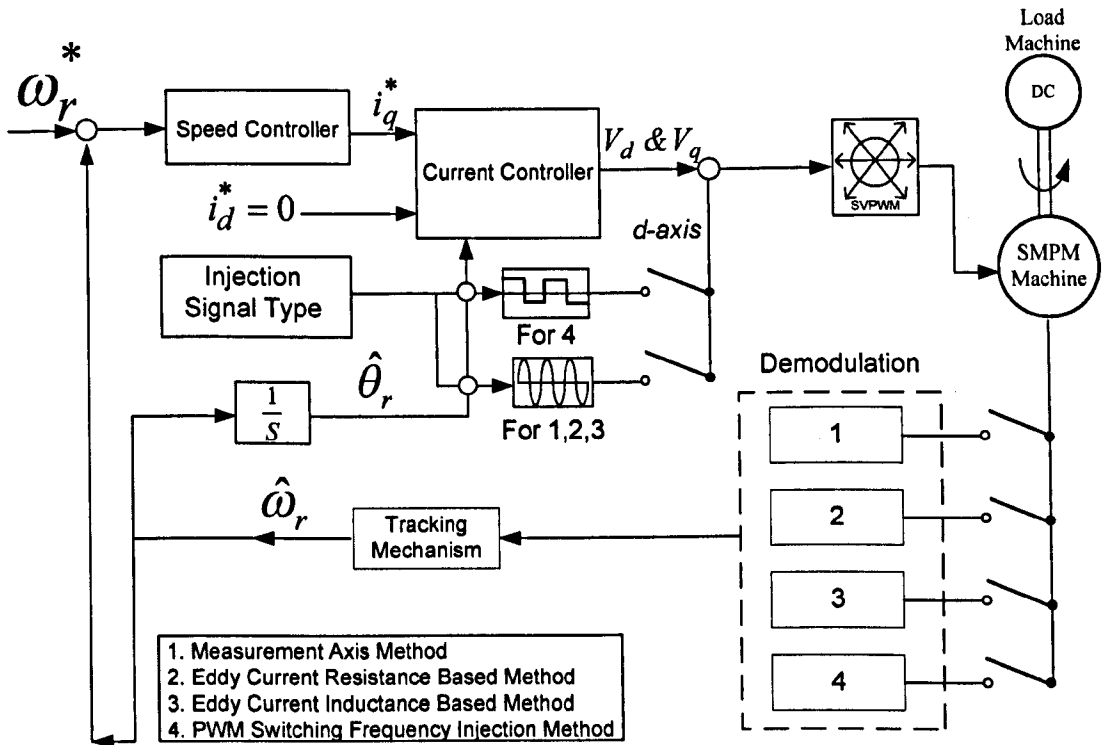 Load
Machine
DC
ω_r^*
Speed Controller
i_q^*
Current Controller
V_d & V_q
SVPWM
i_d^* = 0
d-axis
SMPM
Machine
Injection
Signal Type
For 4
θ̂_r
1/S
For 1,2,3
Demodulation
1
2
3
4
ω̂_r
Tracking
Mechanism
1. Measurement Axis Method
2. Eddy Current Resistance Based Method
3. Eddy Current Inductance Based Method
4. PWM Switching Frequency Injection Method